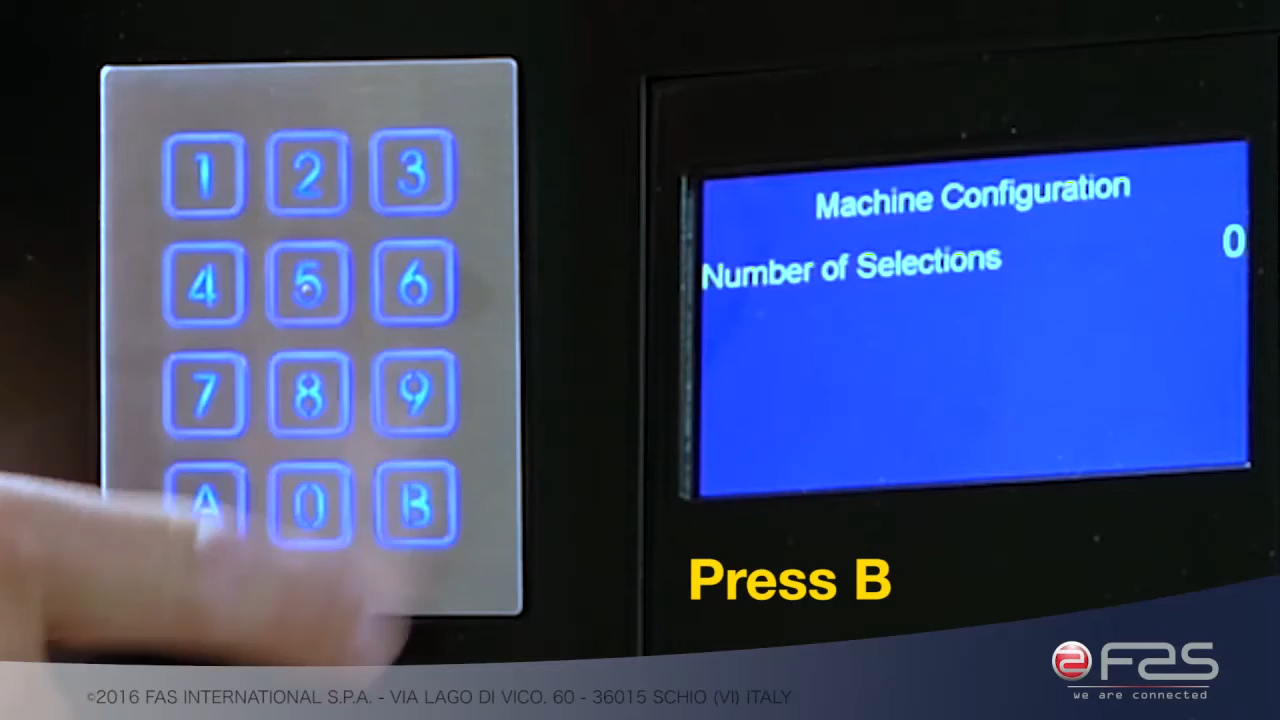 1 2 3
4 5 6
7 8 9
A 0 B
Machine Configuration
Number of Selections 0
Press B
FAS
we are connected
©2016 FAS INTERNATIONAL S.P.A. - VIA LAGO DI VICO. 60 - 36015 SCHIO (VI) ITALY